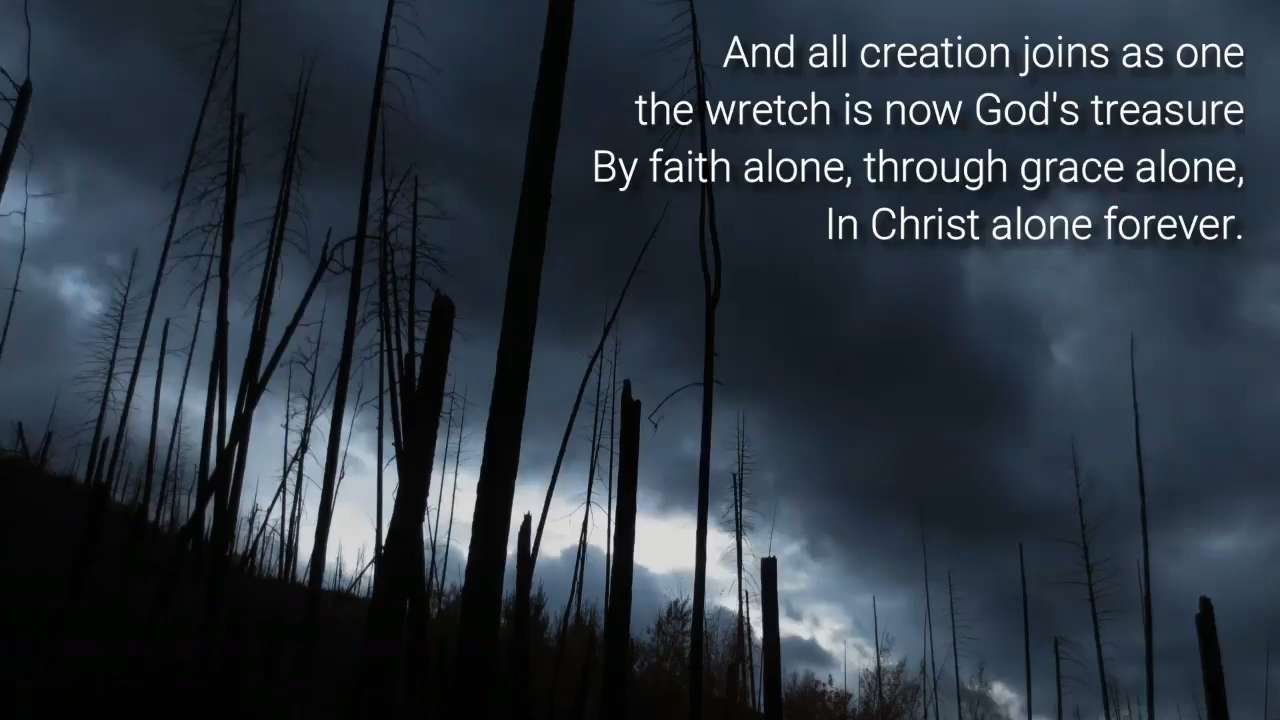 And all creation joins as one
the wretch is now God's treasure
By faith alone, through grace alone,
In Christ alone forever.